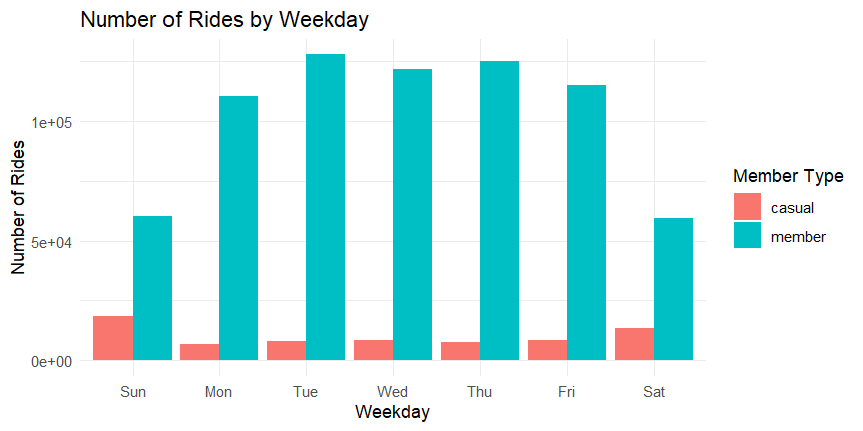 Number of Rides by Weekday
Number of Rides
1e+05
5e+04
0e+00
Sun Mon Tue Wed Thu Fri Sat
Weekday
Member Type
casual
member